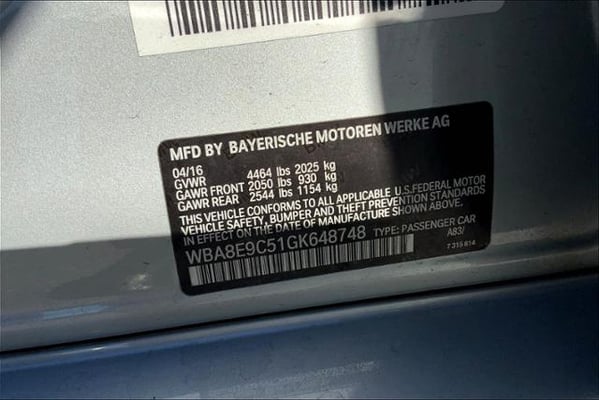 MFD BY BAYERISCHE MOTOREN WERKE AG
04/16
GVWR 4464 lbs 2025 kg
GAWR FRONT 2050 lbs 930 kg
GAWR REAR 2544 lbs 1154 kg
THIS VEHICLE CONFORMS TO ALL APPLICABLE U.S.FEDERAL MOTOR
VEHICLE SAFETY, BUMPER AND THEFT PREVENTION STANDARDS
IN EFFECT ON THE DATE OF MANUFACTURE SHOWN ABOVE.
WBA8E9C51GK648748 TYPE: PASSENGER CAR
A83/
7 315 614